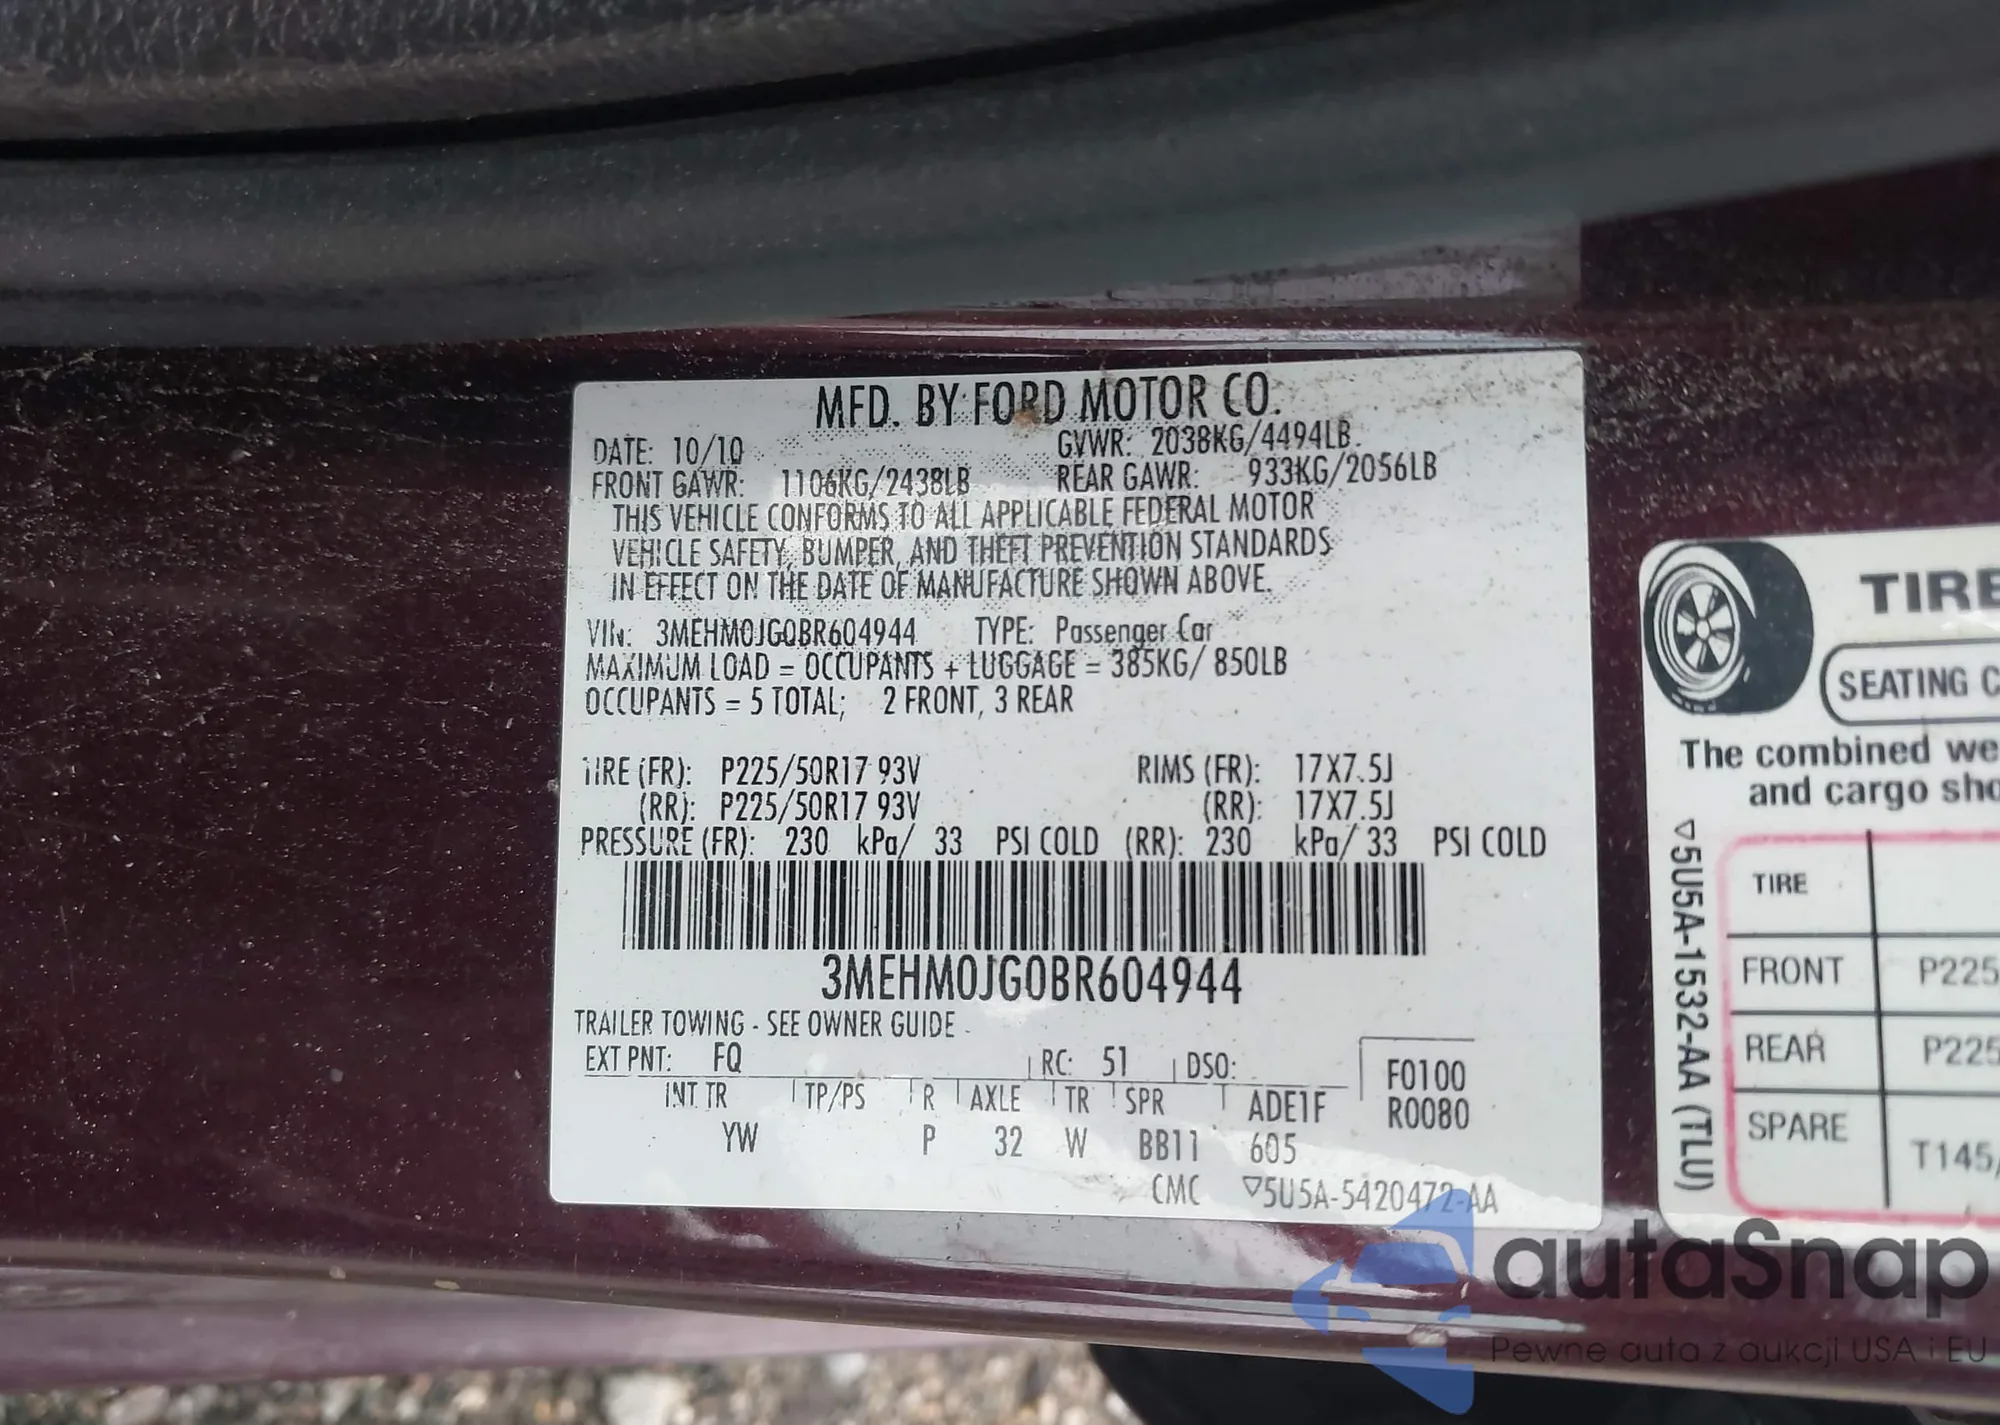 MFD. BY FORD MOTOR CO.
DATE: 10/10 GVWR: 2038KG/4494LB
FRONT GAWR: 1106KG/2438LB REAR GAWR: 933KG/2056LB
THIS VEHICLE CONFORMS TO ALL APPLICABLE FEDERAL MOTOR
VEHICLE SAFETY, BUMPER, AND THEFT PREVENTION STANDARDS
IN EFFECT ON THE DATE OF MANUFACTURE SHOWN ABOVE.
VIN: 3MEHM0JG0BR604944 TYPE: Passenger Car
MAXIMUM LOAD = OCCUPANTS + LUGGAGE = 385KG/ 850LB
OCCUPANTS = 5 TOTAL; 2 FRONT, 3 REAR
TIRE (FR): P225/50R17 93V RIMS (FR): 17X7.5J
(RR): P225/50R17 93V (RR): 17X7.5J
PRESSURE (FR): 230 kPa/ 33 PSI COLD (RR): 230 kPa/ 33 PSI COLD
3MEHM0JG0BR604944
TRAILER TOWING - SEE OWNER GUIDE -
EXT PNT: FQ RC: 51 DSO:
F0100
INT TR TP/PS R AXLE TR SPR ADE1F
R0080
YW P 32 W BB11 605
CMC ▽5U5A-5420472-AA
TIRE
SEATING C
The combined we
and cargo sho
TIRE
FRONT P225
REAR P225
SPARE T145/
▽5U5A-1532-AA (TLU)
autaSnap
Pewne auta z aukcji USA i EU